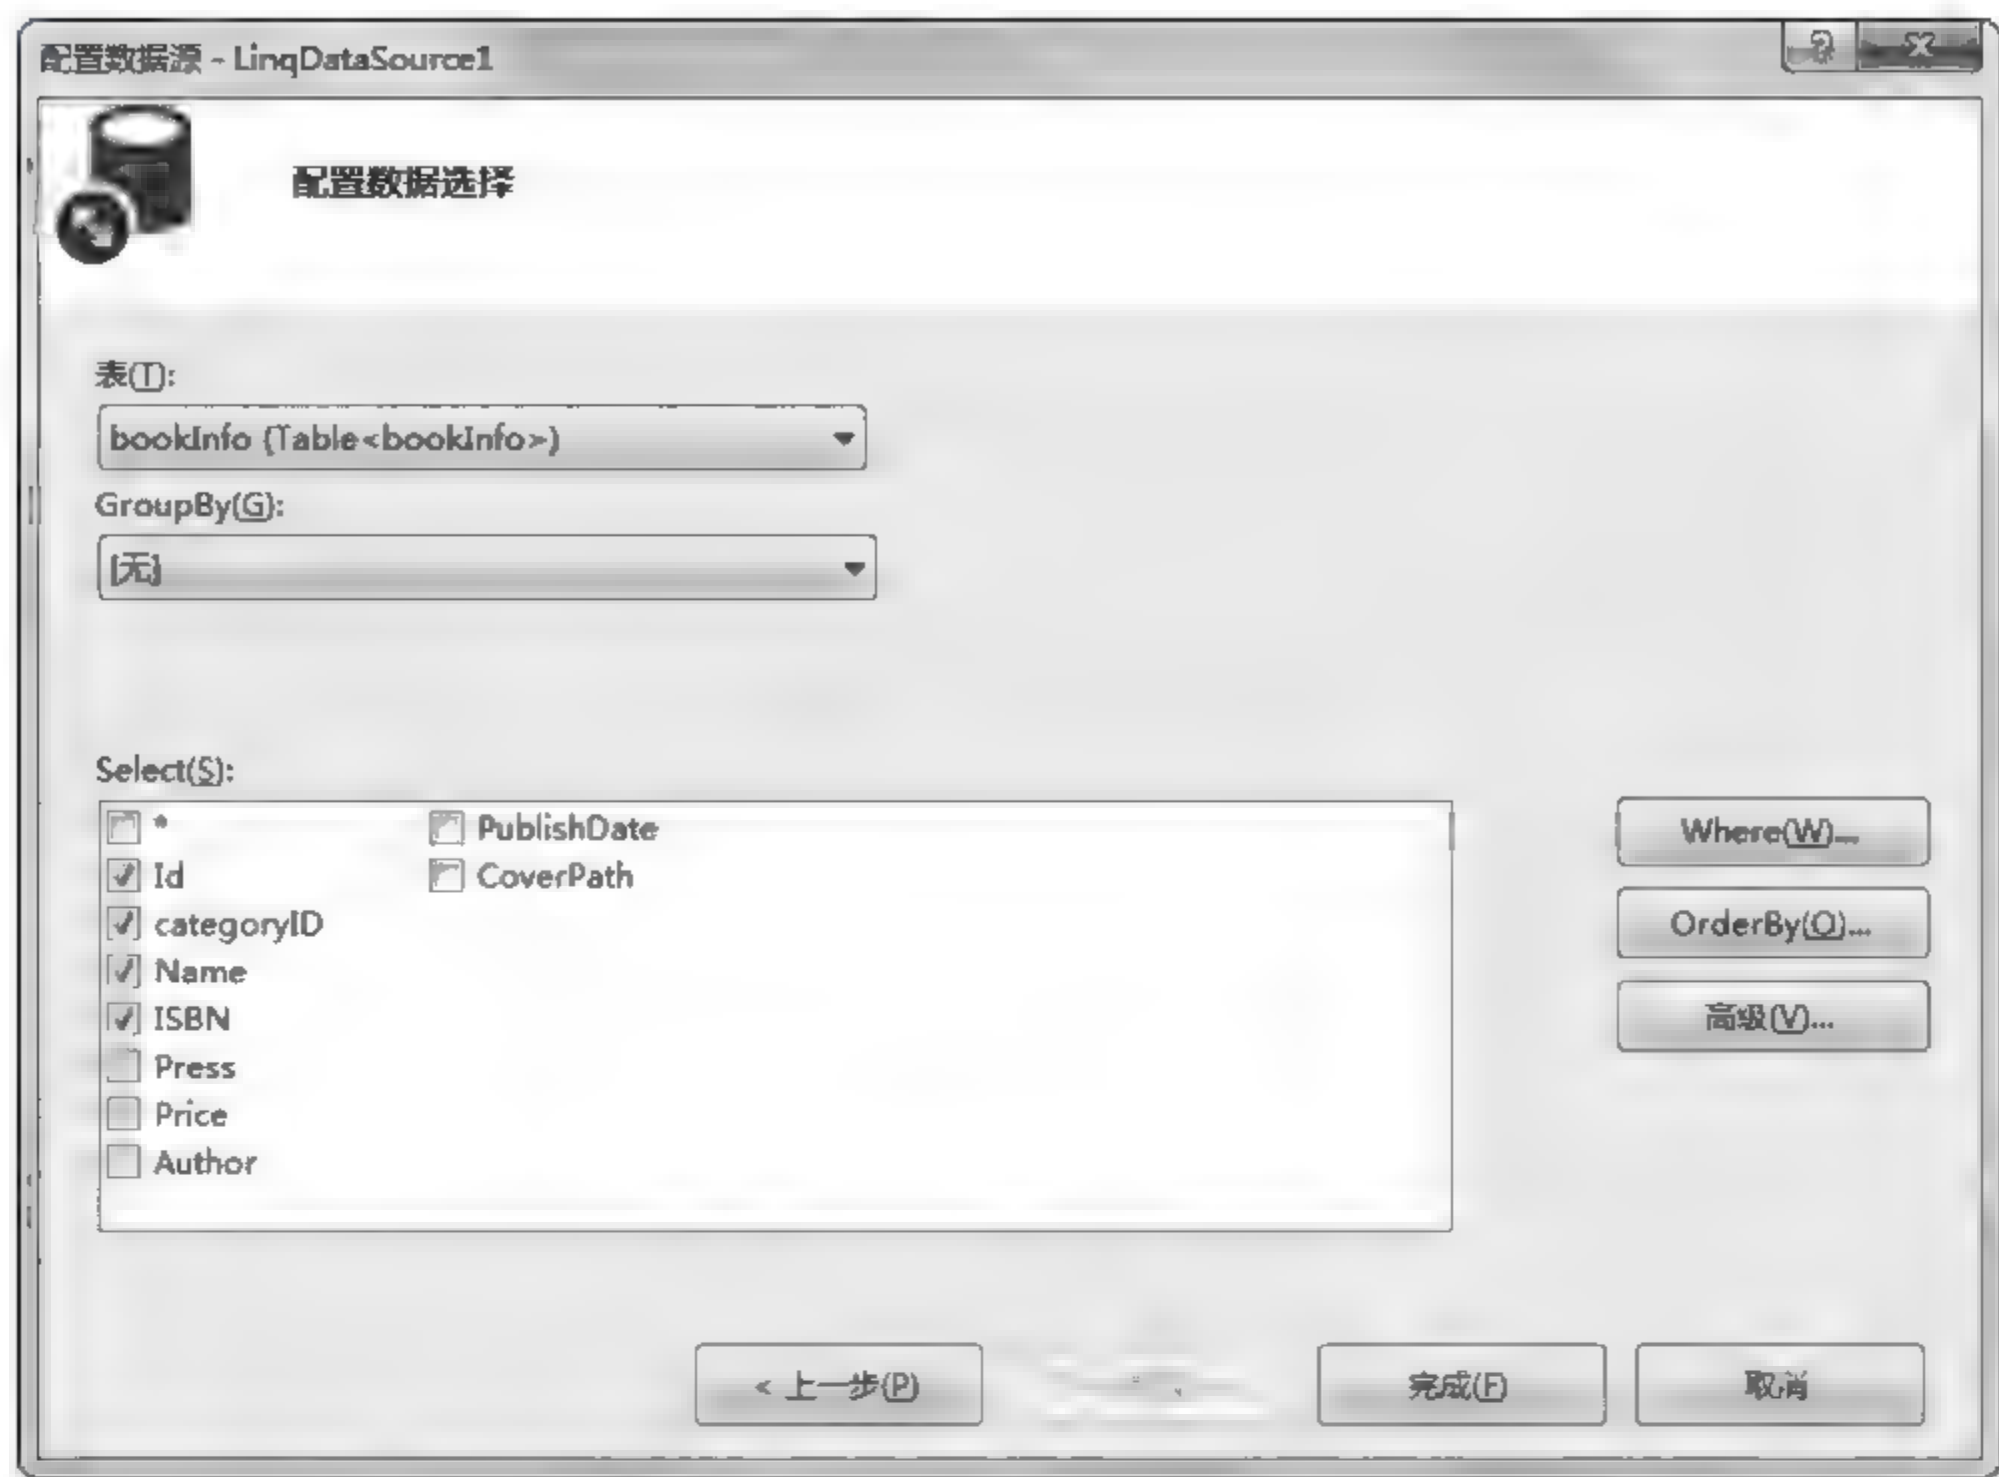 配置数据源 - LinqDataSource1
配置数据选择
表(T):
bookInfo (Table<bookInfo>)
GroupBy(G):
[无]
Select(S):
*
PublishDate
Id
CoverPath
categoryID
Name
ISBN
Press
Price
Author
Where(W)...
OrderBy(O)...
高级(V)...
< 上一步(P)
完成(F)
取消